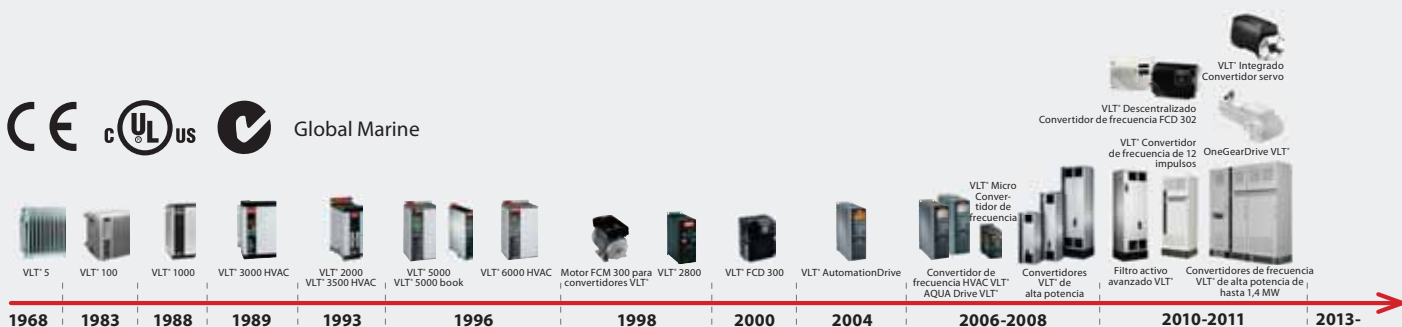 VLT® Integrado
Convertidor servo
VLT® Descentralizado
Convertidor de frecuencia FCD 302
CE
c UL ® US
Global Marine
VLT® Convertidor
de frecuencia de 12
impulsos
OneGearDrive VLT®
VLT® Micro
Conver-
tidor de
frecuencia
VLT® 5
VLT® 100
VLT® 1000
VLT® 3000 HVAC
VLT® 2000
VLT® 3500 HVAC
VLT® 5000
VLT® 5000 book
VLT® 6000 HVAC
Motor FCM 300 para
convertidores VLT®
VLT® 2800
VLT® FCD 300
VLT® AutomationDrive
Convertidor de
frecuencia HVAC VLT®
AQUA Drive VLT®
Convertidores
VLT® de
alta potencia
Filtro activo
avanzado VLT®
Convertidores de frecuencia
VLT® de alta potencia de
hasta 1,4 MW
1968
1983
1988
1989
1993
1996
1998
2000
2004
2006-2008
2010-2011
2013-